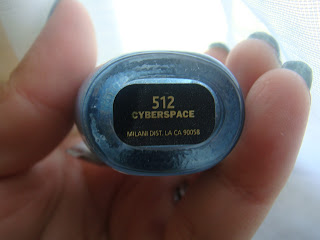 512
CYBERSPACE
MILANI DIST. LA CA 90058